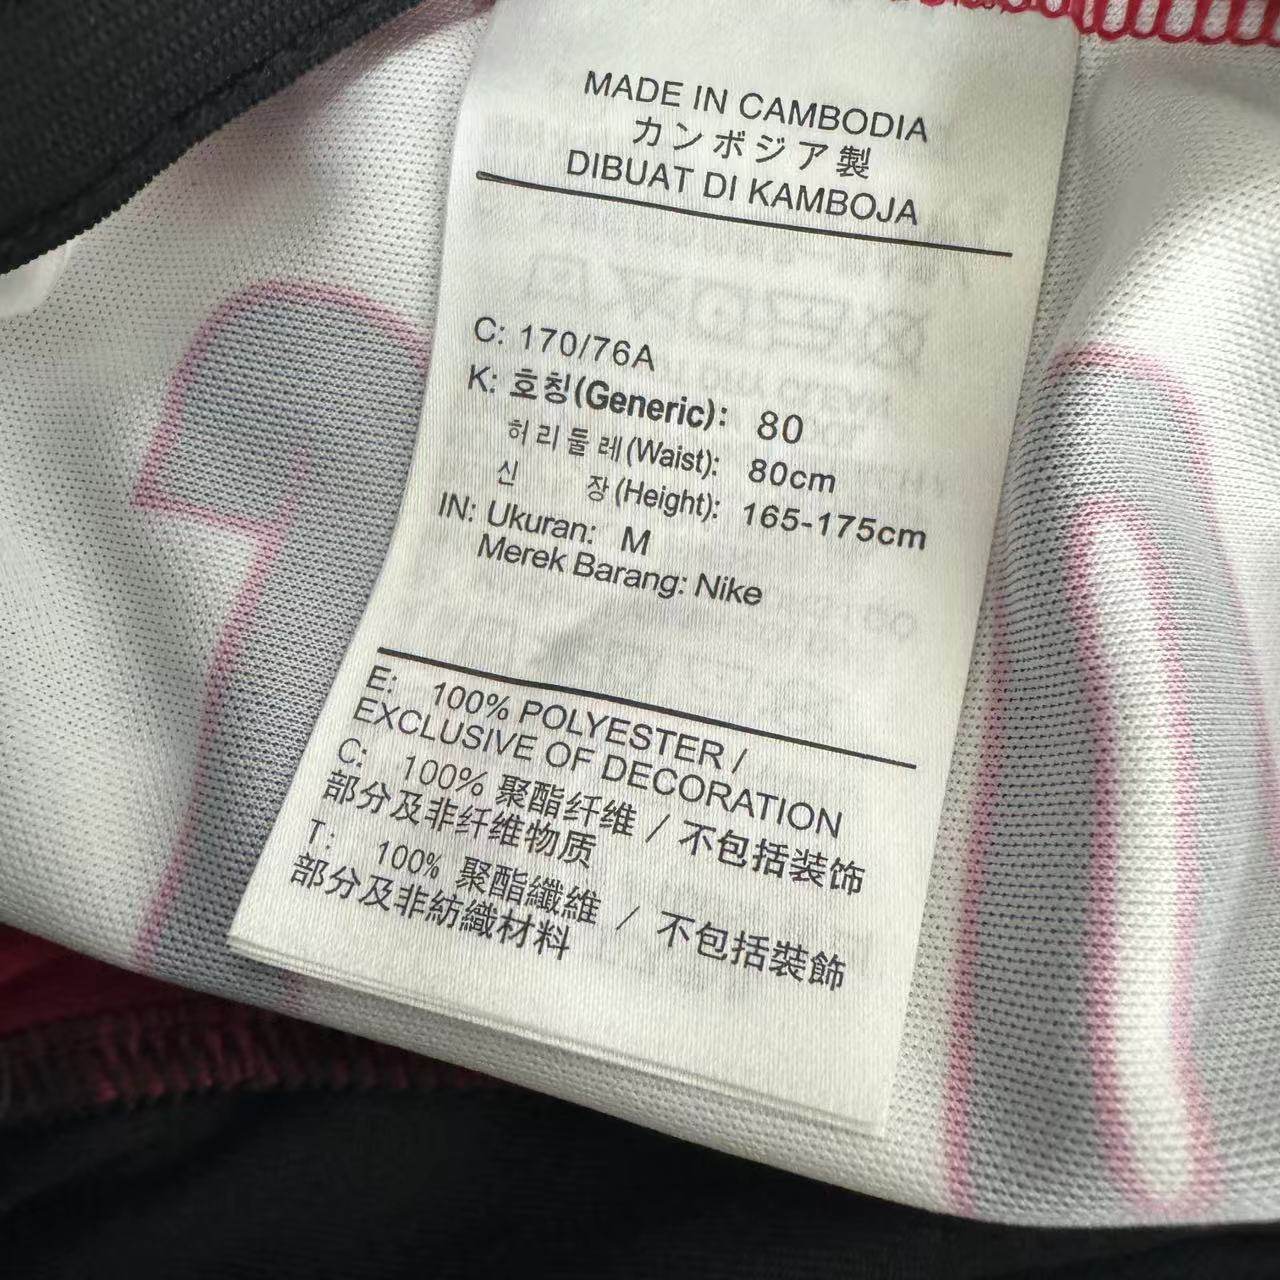 MADE IN CAMBODIA
カンボジア製
DIBUAT DI KAMBOJA
C: 170/76A
K: 호칭(Generic): 80
허리둘레(Waist): 80cm
신 장(Height): 165-175cm
IN: Ukuran: M
Merek Barang: Nike
E: 100% POLYESTER /
EXCLUSIVE OF DECORATION
C: 100% 聚酯纤维 / 不包括装饰
部分及非纤维物质
T: 100% 聚酯纖維 / 不包括裝飾
部分及非紡織材料